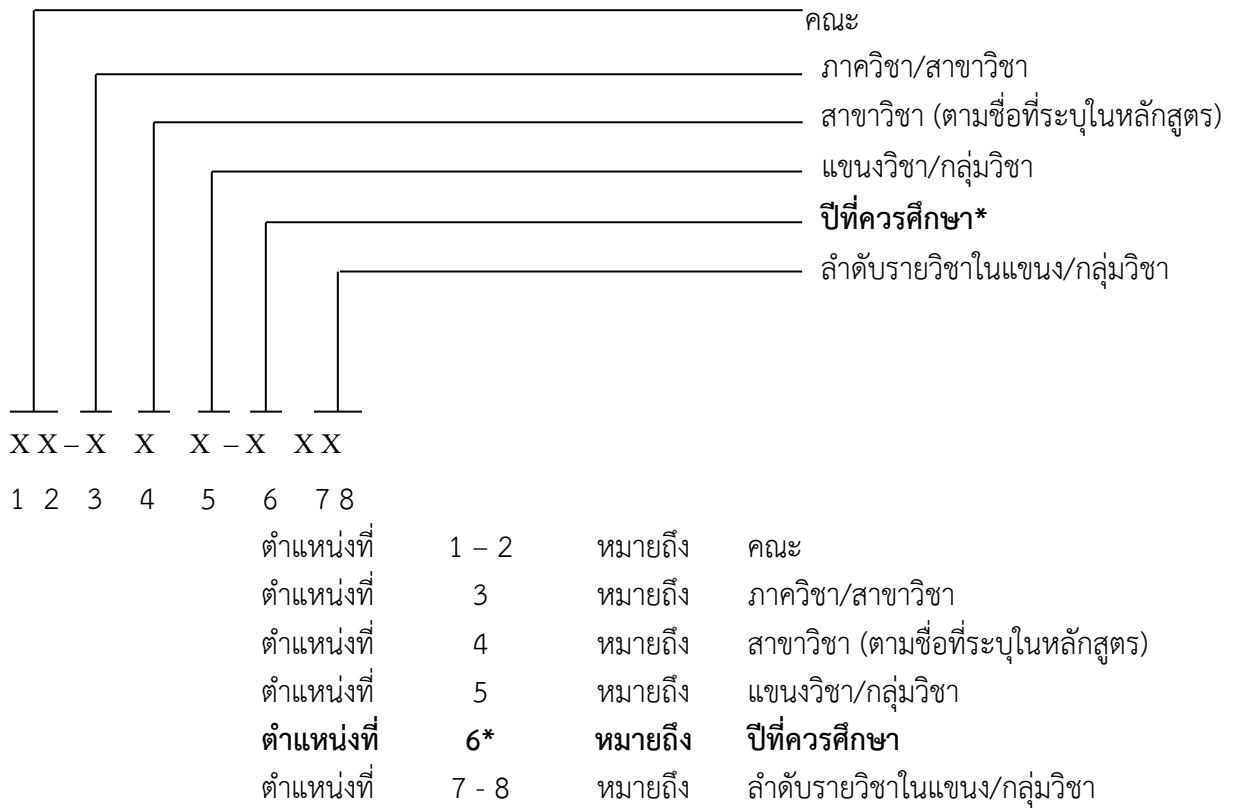 คณะ
ภาควิชา/สาขาวิชา
สาขาวิชา (ตามชื่อที่ระบุในหลักสูตร)
แขนงวิชา/กลุ่มวิชา
ปีที่ควรศึกษา*
ลำดับรายวิชาในแขนง/กลุ่มวิชา
X X – X X X – X X X
1 2 3 4 5 6 7 8
ตำแหน่งที่ 1 – 2 หมายถึง คณะ
ตำแหน่งที่ 3 หมายถึง ภาควิชา/สาขาวิชา
ตำแหน่งที่ 4 หมายถึง สาขาวิชา (ตามชื่อที่ระบุในหลักสูตร)
ตำแหน่งที่ 5 หมายถึง แขนงวิชา/กลุ่มวิชา
ตำแหน่งที่ 6* หมายถึง ปีที่ควรศึกษา
ตำแหน่งที่ 7 - 8 หมายถึง ลำดับรายวิชาในแขนง/กลุ่มวิชา